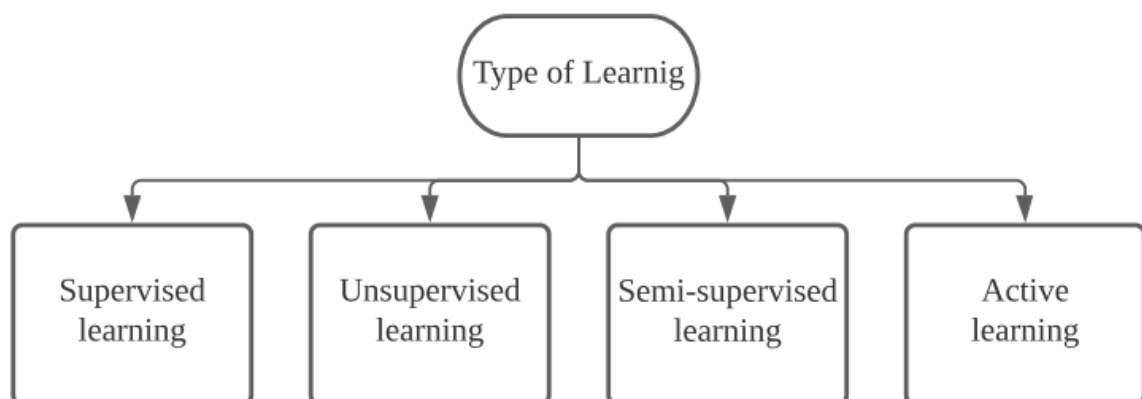 Type of Learnig
Supervised
learning
Unsupervised
learning
Semi-supervised
learning
Active
learning